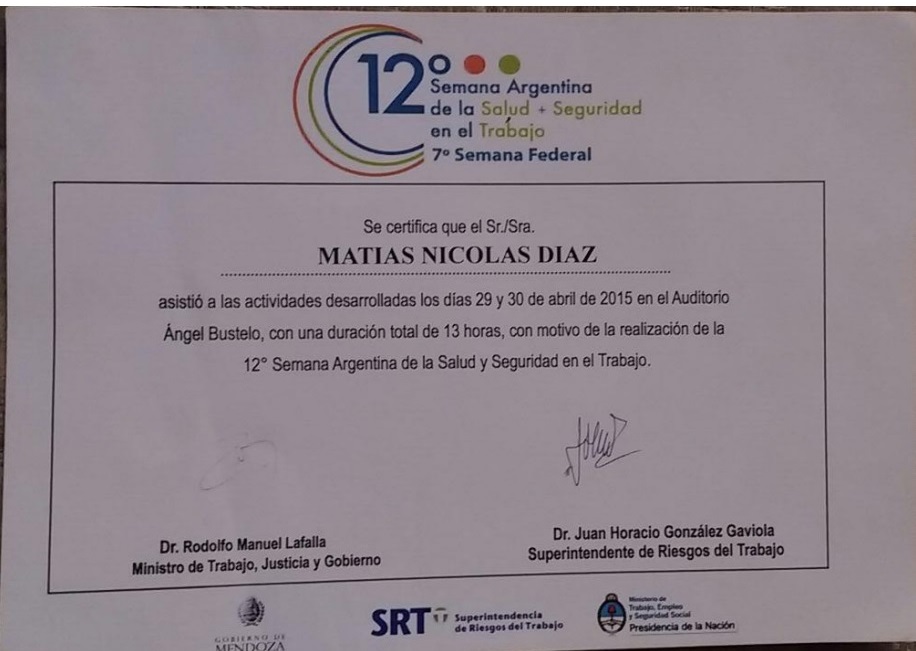 12º
Semana Argentina
de la Salud + Seguridad
en el Trabajo
7º Semana Federal
Se certifica que el Sr./Sra.
MATIAS NICOLAS DIAZ
asistió a las actividades desarrolladas los días 29 y 30 de abril de 2015 en el Auditorio
Ángel Bustelo, con una duración total de 13 horas, con motivo de la realización de la
12° Semana Argentina de la Salud y Seguridad en el Trabajo.
Dr. Rodolfo Manuel Lafalla
Ministro de Trabajo, Justicia y Gobierno
Dr. Juan Horacio González Gaviola
Superintendente de Riesgos del Trabajo
GOBIERNO DE
MENDOZA
SRT
Superintendencia
de Riesgos del Trabajo
Ministerio de
Trabajo, Empleo
y Seguridad Social
Presidencia de la Nación